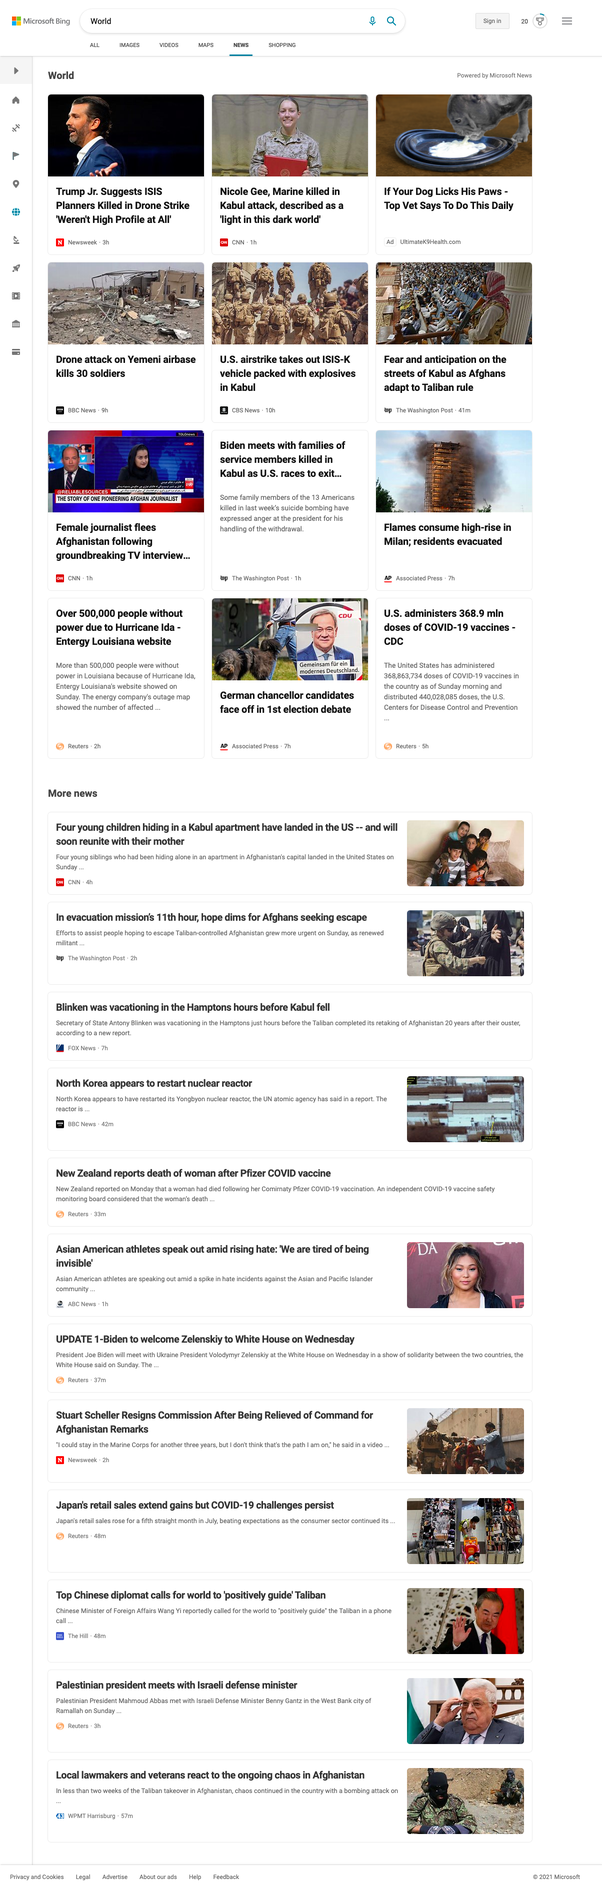 Microsoft Bing
World
Sign in
20
ALL
IMAGES
VIDEOS
MAPS
NEWS
SHOPPING
World
Powered by Microsoft News
Trump Jr. Suggests ISIS
Planners Killed in Drone Strike
'Weren't High Profile at All'
Newsweek · 3h
Nicole Gee, Marine killed in
Kabul attack, described as a
'light in this dark world'
CNN · 1h
If Your Dog Licks His Paws -
Top Vet Says To Do This Daily
Ad UltimateK9Health.com
Drone attack on Yemeni airbase
kills 30 soldiers
BBC News · 9h
U.S. airstrike takes out ISIS-K
vehicle packed with explosives
in Kabul
CBS News · 10h
Fear and anticipation on the
streets of Kabul as Afghans
adapt to Taliban rule
wp The Washington Post · 41m
RELIABLESOURCES
THE STORY OF ONE PIONEERING AFGHAN JOURNALIST
Female journalist flees
Afghanistan following
groundbreaking TV interview...
CNN · 1h
Biden meets with families of
service members killed in
Kabul as U.S. races to exit...
Some family members of the 13 Americans
killed in last week's suicide bombing have
expressed anger at the president for his
handling of the withdrawal.
wp The Washington Post · 1h
Flames consume high-rise in
Milan; residents evacuated
AP Associated Press · 7h
Over 500,000 people without
power due to Hurricane Ida -
Entergy Louisiana website
More than 500,000 people were without
power in Louisiana because of Hurricane Ida,
Entergy Louisiana's website showed on
Sunday. The energy company's outage map
showed the number of affected ...
Reuters · 2h
CDU
Gemeinsam für ein
modernes Deutschland.
German chancellor candidates
face off in 1st election debate
AP Associated Press · 7h
U.S. administers 368.9 mln
doses of COVID-19 vaccines -
CDC
The United States has administered
368,863,734 doses of COVID-19 vaccines in
the country as of Sunday morning and
distributed 440,028,085 doses, the U.S.
Centers for Disease Control and Prevention
...
Reuters · 5h
More news
Four young children hiding in a Kabul apartment have landed in the US -- and will
soon reunite with their mother
Four young siblings who had been hiding alone in an apartment in Afghanistan's capital landed in the United States on
Sunday ...
CNN · 4h
In evacuation mission's 11th hour, hope dims for Afghans seeking escape
Efforts to assist people hoping to escape Taliban-controlled Afghanistan grew more urgent on Sunday, as renewed
militant ...
wp The Washington Post · 2h
Blinken was vacationing in the Hamptons hours before Kabul fell
Secretary of State Antony Blinken was vacationing in the Hamptons just hours before the Taliban completed its retaking of Afghanistan 20 years after their ouster,
according to a new report.
FOX News · 7h
North Korea appears to restart nuclear reactor
North Korea appears to have restarted its Yongbyon nuclear reactor, the UN atomic agency has said in a report. The
reactor is ...
BBC News · 42m
New Zealand reports death of woman after Pfizer COVID vaccine
New Zealand reported on Monday that a woman had died following her Comirnaty Pfizer COVID-19 vaccination. An independent COVID-19 vaccine safety
monitoring board considered that the woman's death ...
Reuters · 33m
Asian American athletes speak out amid rising hate: 'We are tired of being
invisible'
Asian American athletes are speaking out amid a spike in hate incidents against the Asian and Pacific Islander
community ...
ABC News · 1h
DA
UPDATE 1-Biden to welcome Zelenskiy to White House on Wednesday
President Joe Biden will meet with Ukraine President Volodymyr Zelenskiy at the White House on Wednesday in a show of solidarity between the two countries, the
White House said on Sunday. The ...
Reuters · 37m
Stuart Scheller Resigns Commission After Being Relieved of Command for
Afghanistan Remarks
"I could stay in the Marine Corps for another three years, but I don't think that's the path I am on," he said in a video ...
Newsweek · 2h
Japan's retail sales extend gains but COVID-19 challenges persist
Japan's retail sales rose for a fifth straight month in July, beating expectations as the consumer sector continued its ...
Reuters · 48m
Top Chinese diplomat calls for world to 'positively guide' Taliban
Chinese Minister of Foreign Affairs Wang Yi reportedly called for the world to "positively guide" the Taliban in a phone
call ...
The Hill · 48m
Palestinian president meets with Israeli defense minister
Palestinian President Mahmoud Abbas met with Israeli Defense Minister Benny Gantz in the West Bank city of
Ramallah on Sunday ...
Reuters · 3h
Local lawmakers and veterans react to the ongoing chaos in Afghanistan
In less than two weeks of the Taliban takeover in Afghanistan, chaos continued in the country with a bombing attack on
...
WPMT Harrisburg · 57m
Privacy and Cookies
Legal
Advertise
About our ads
Help
Feedback
© 2021 Microsoft